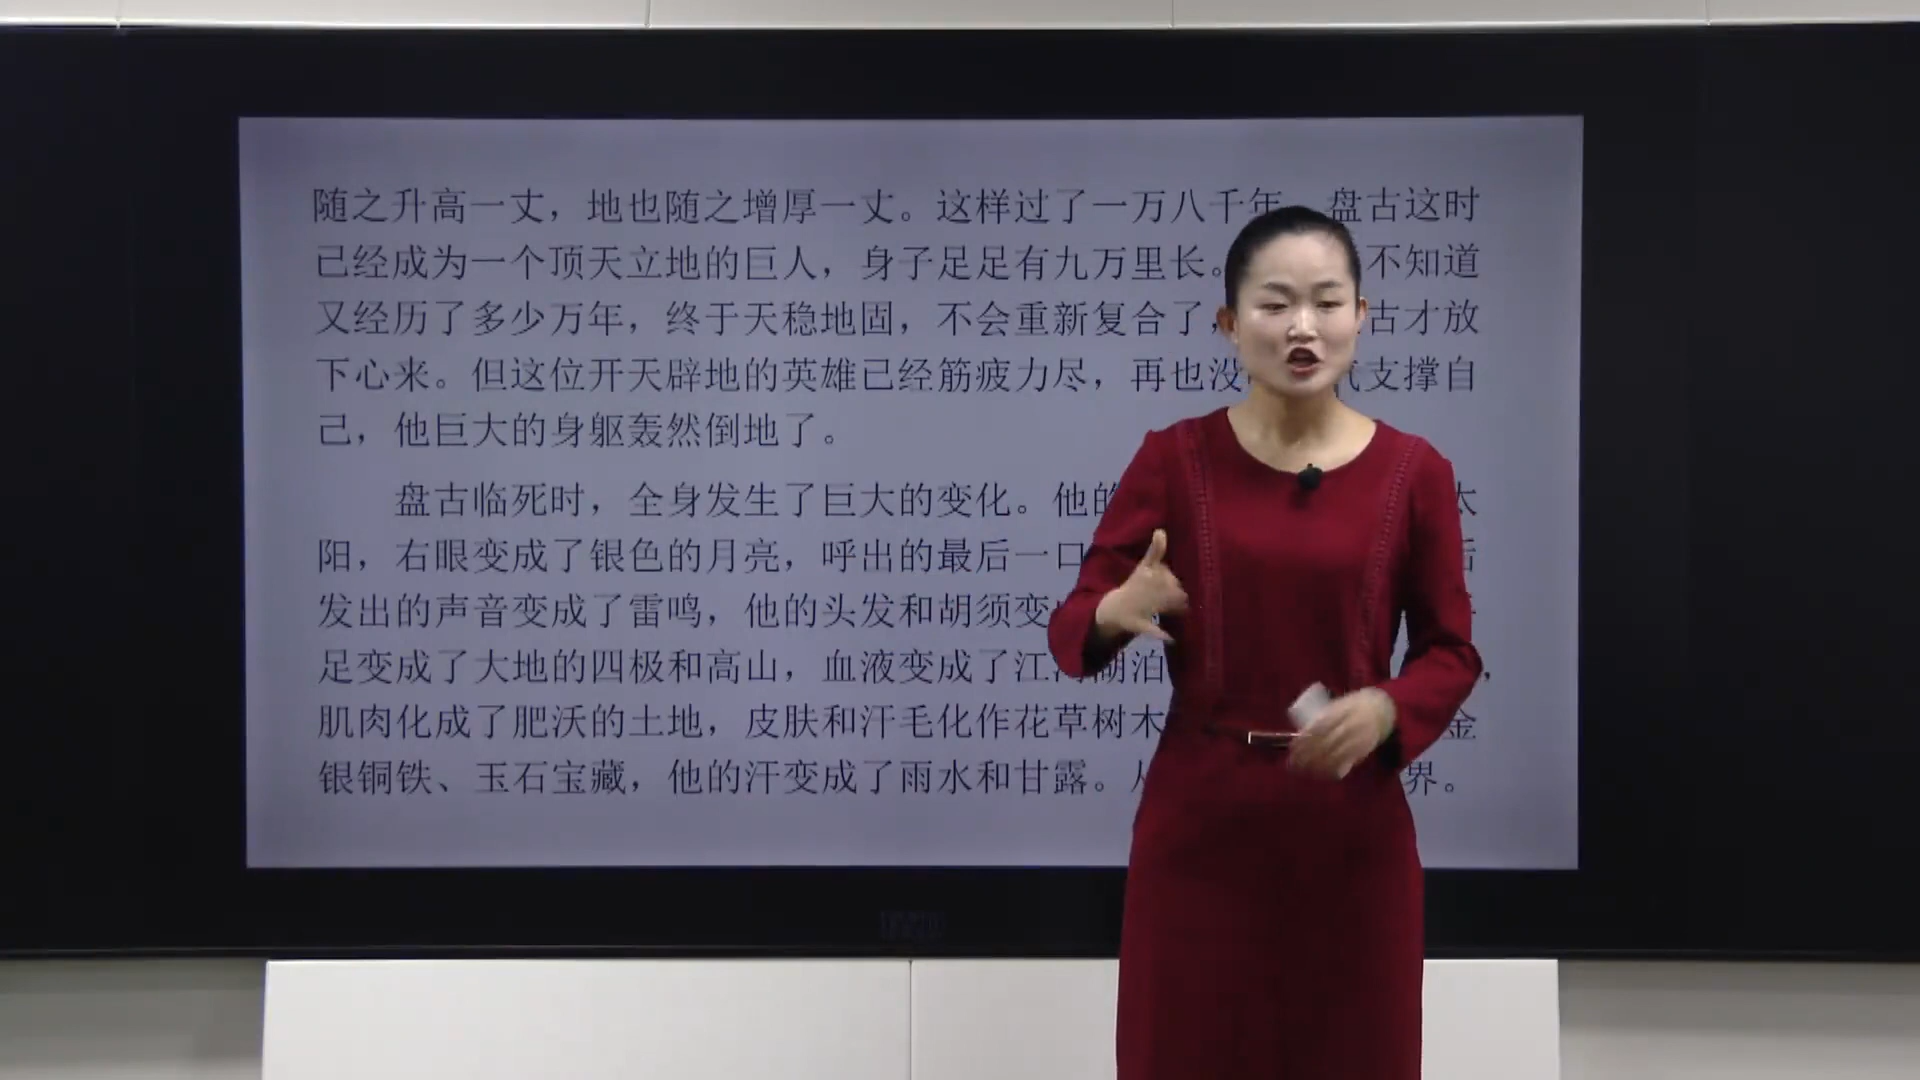 随之升高一丈，地也随之增厚一丈。这样过了一万八千年 盘古这时
已经成为一个顶天立地的巨人，身子足足有九万里长。 不知道
又经历了多少万年，终于天稳地固，不会重新复合了， 古才放
下心来。但这位开天辟地的英雄已经筋疲力尽，再也没 支撑自
己，他巨大的身躯轰然倒地了。
盘古临死时，全身发生了巨大的变化。他的 太
阳，右眼变成了银色的月亮，呼出的最后一口 后
发出的声音变成了雷鸣，他的头发和胡须变
足变成了大地的四极和高山，血液变成了江 湖泊 ，
肌肉化成了肥沃的土地，皮肤和汗毛化作花草树木 金
银铜铁、玉石宝藏，他的汗变成了雨水和甘露。 界。